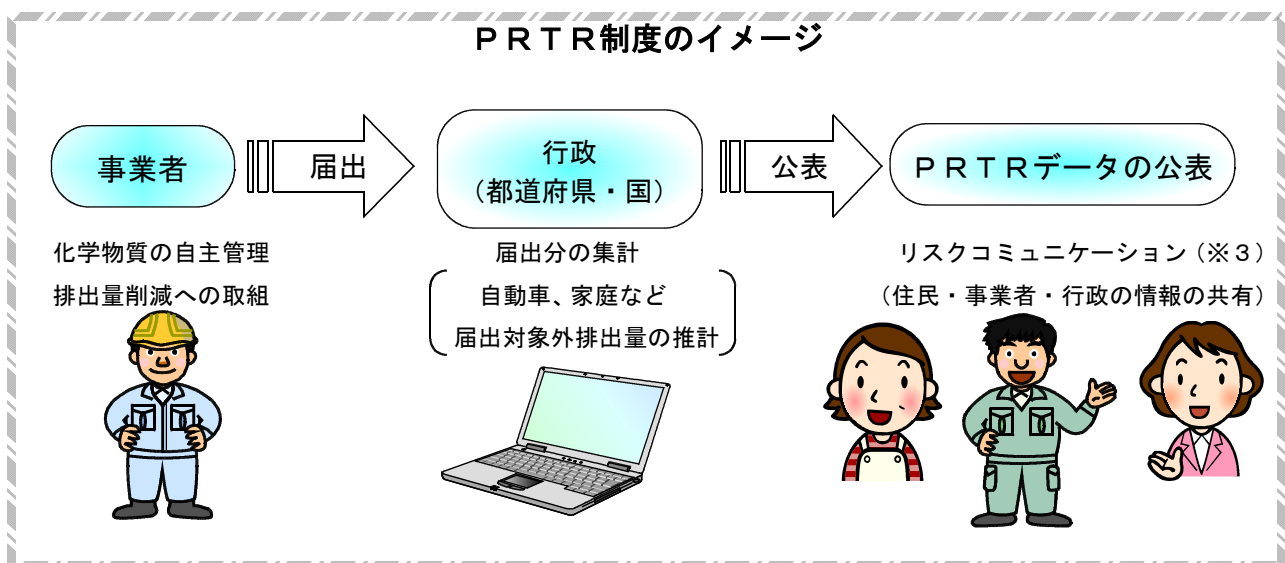 ＰＲＴＲ制度のイメージ
事業者
届出
行政
（都道府県・国）
公表
ＰＲＴＲデータの公表
化学物質の自主管理
排出量削減への取組
届出分の集計
自動車、家庭など
届出対象外排出量の推計
リスクコミュニケーション（※３）
（住民・事業者・行政の情報の共有）